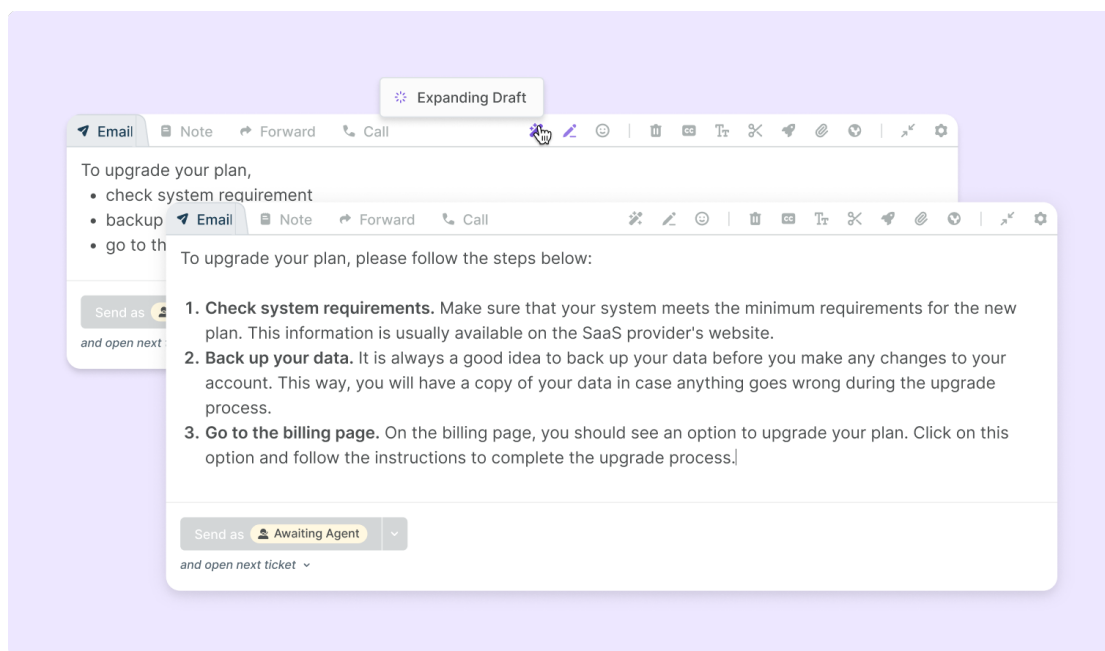 Expanding Draft
Email Note Forward Call
To upgrade your plan,
• check system requirement
• backup
• go to th
Send as
and open next
Email Note Forward Call
To upgrade your plan, please follow the steps below:
1. Check system requirements. Make sure that your system meets the minimum requirements for the new
plan. This information is usually available on the SaaS provider's website.
2. Back up your data. It is always a good idea to back up your data before you make any changes to your
account. This way, you will have a copy of your data in case anything goes wrong during the upgrade
process.
3. Go to the billing page. On the billing page, you should see an option to upgrade your plan. Click on this
option and follow the instructions to complete the upgrade process.
Send as Awaiting Agent
and open next ticket